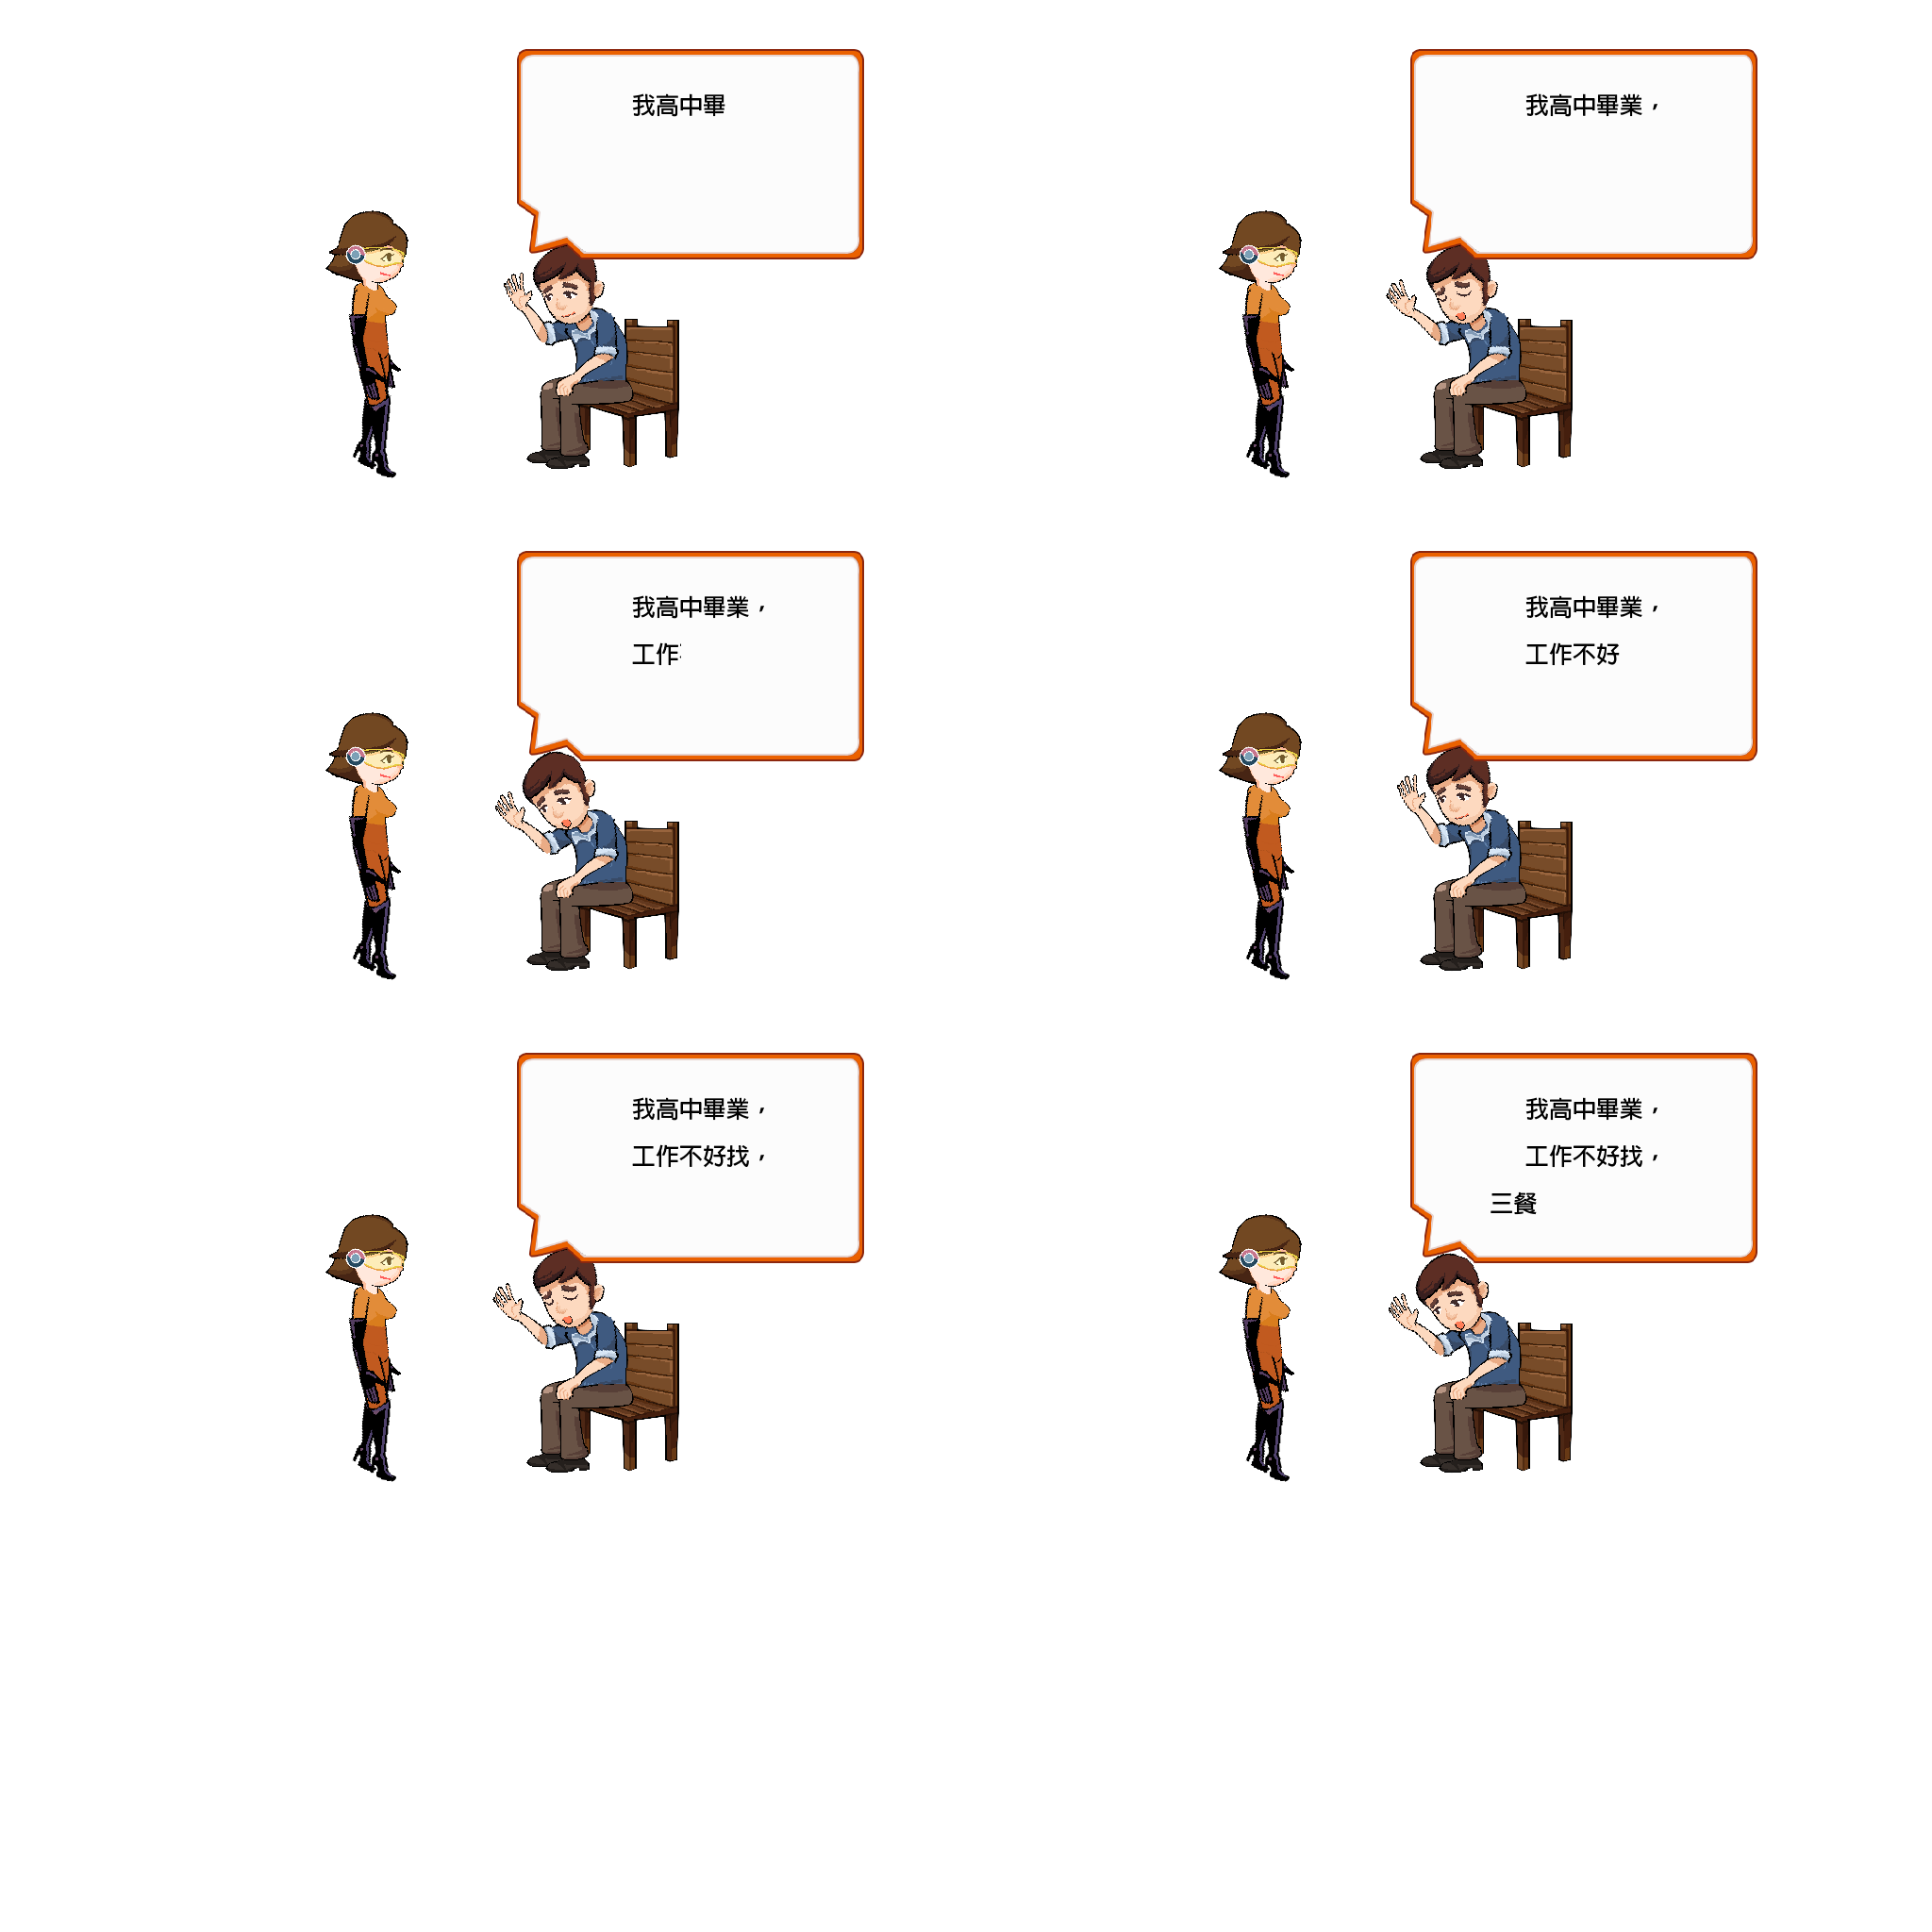 我高中畢
我高中畢業，
我高中畢業，
工作
我高中畢業，
工作不好
我高中畢業，
工作不好找，
我高中畢業，
工作不好找，
三餐